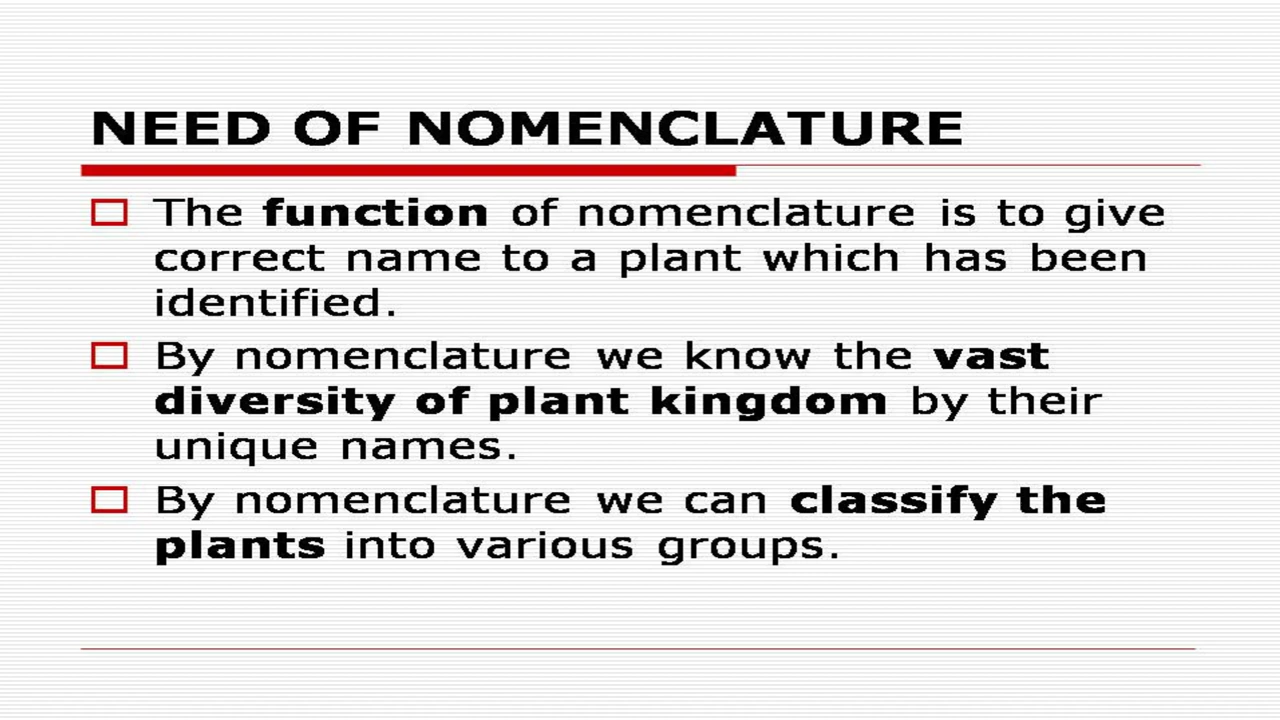 NEED OF NOMENCLATURE
The function of nomenclature is to give
correct name to a plant which has been
identified.
By nomenclature we know the vast
diversity of plant kingdom by their
unique names.
By nomenclature we can classify the
plants into various groups.